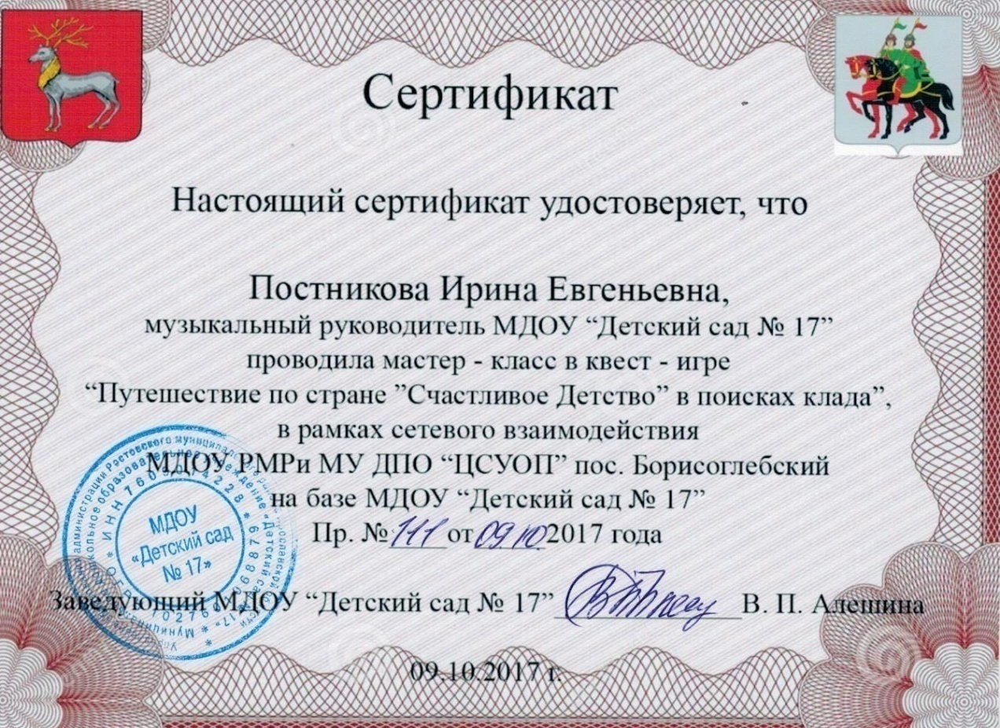 Сертификат
Настоящий сертификат удостоверяет, что
Постникова Ирина Евгеньевна,
музыкальный руководитель МДОУ “Детский сад № 17”
проводила мастер - класс в квест - игре
“Путешествие по стране ”Счастливое Детство” в поисках клада”,
в рамках сетевого взаимодействия
МДОУ РМРи МУ ДПО “ЦСУОП” пос. Борисоглебский
на базе МДОУ “Детский сад № 17”
Пр. № 111 от 09 10 2017 года
МДОУ
«Детский сад
№ 17»
Заведующий МДОУ “Детский сад № 17” В. П. Алешина
09.10.2017 г.